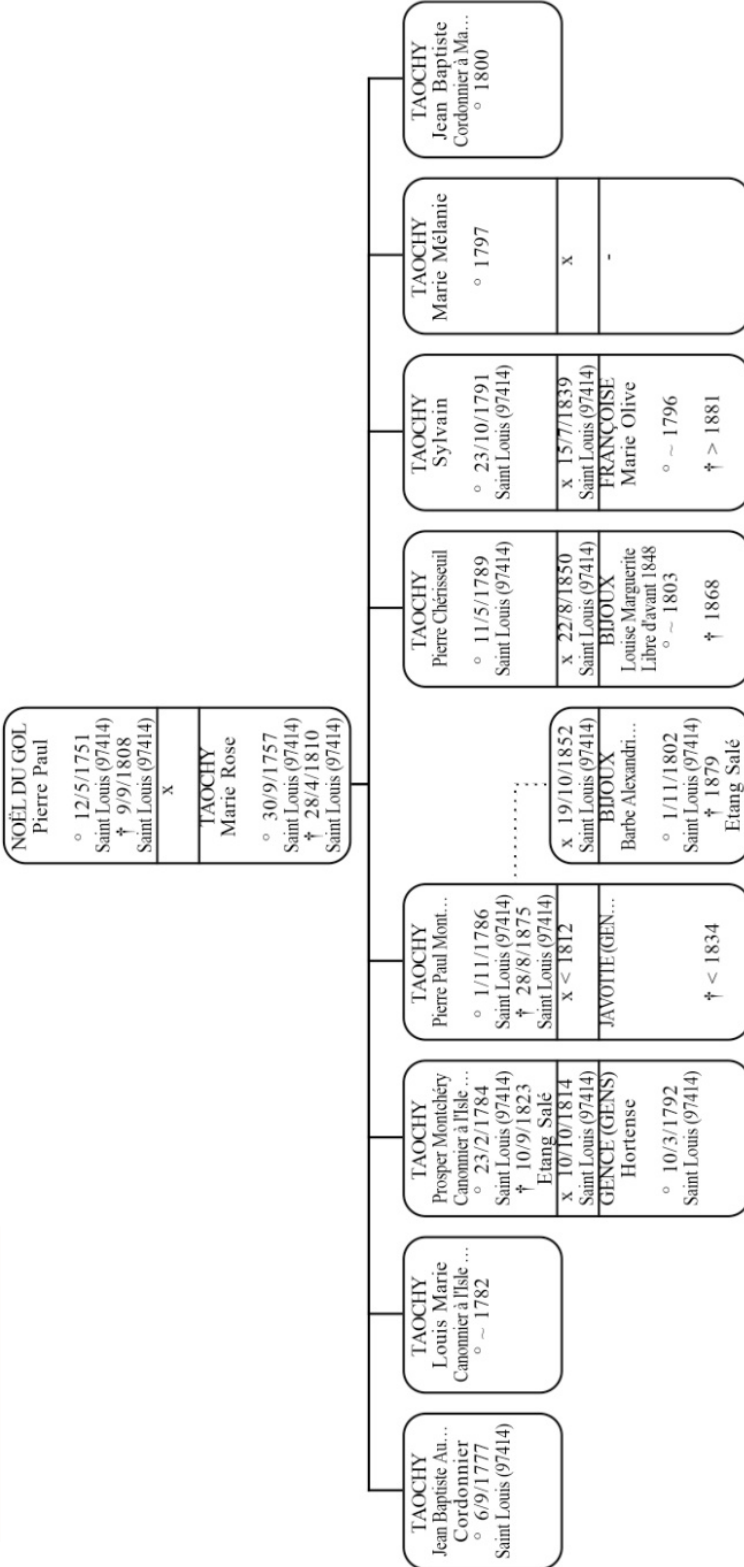 NOËL DU GOL
Pierre Paul
° 12/5/1751
Saint Louis (97414)
† 9/9/1808
Saint Louis (97414)
x
TAOCHY
Marie Rose
° 30/9/1757
Saint Louis (97414)
† 28/4/1810
Saint Louis (97414)
TAOCHY
Jean Baptiste Au…
Cordonnier
° 6/9/1777
Saint Louis (97414)
TAOCHY
Louis Marie
Canonnier à l'Isle …
° ~ 1782
TAOCHY
Prosper Montchéry
Canonnier à l'Isle …
° 23/2/1784
Saint Louis (97414)
† 10/9/1823
Etang Salé
x 10/10/1814
Saint Louis (97414)
GENCE (GENS)
Hortense
° 10/3/1792
Saint Louis (97414)
TAOCHY
Pierre Paul Mont…
° 1/11/1786
Saint Louis (97414)
† 28/8/1875
Saint Louis (97414)
x < 1812
JAVOTTE (GEN…
† < 1834
x 19/10/1852
BIJOUX
Barbe Alexandri…
° 1/11/1802
Saint Louis (97414)
† 1879
Etang Salé
TAOCHY
Pierre Chérisseuil
° 11/5/1789
Saint Louis (97414)
x 22/8/1850
Saint Louis (97414)
BIJOUX
Louise Marguerite
Libre d'avant 1848
° ~ 1803
† 1868
TAOCHY
Sylvain
° 23/10/1791
Saint Louis (97414)
x 15/7/1839
Saint Louis (97414)
FRANÇOISE
Marie Olive
° ~ 1796
† > 1881
TAOCHY
Marie Mélanie
° 1797
x
-
TAOCHY
Jean Baptiste
Cordonnier à Ma…
° 1800